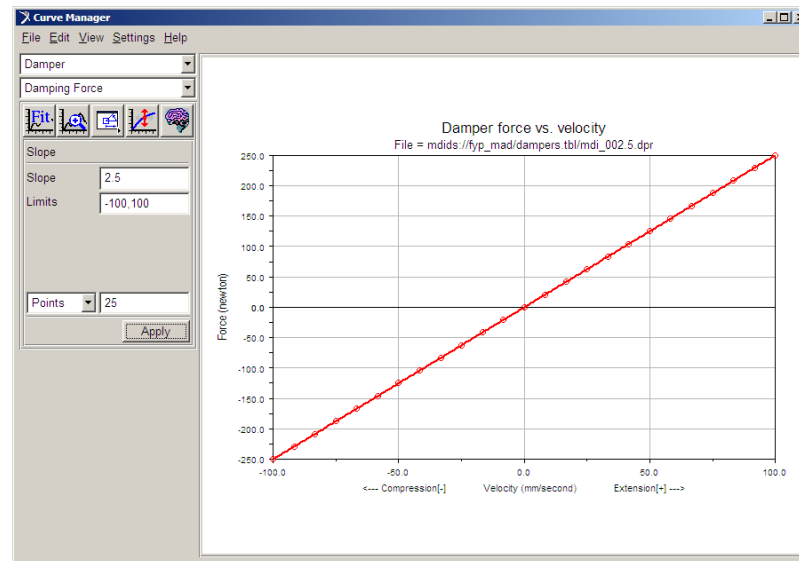 Curve Manager
File Edit View Settings Help
Damper
Damping Force
Fit.
Slope
Slope 2.5
Limits -100,100
Points 25
Apply
Damper force vs. velocity
File = mdids://fyp_mad/dampers.tbl/mdi_002.5.dpr
250.0
200.0
150.0
100.0
50.0
0.0
-50.0
-100.0
-150.0
-200.0
-250.0
Force (newton)
-100.0 -50.0 0.0 50.0 100.0
<--- Compression[-] Velocity (mm/second) Extension[+] --->